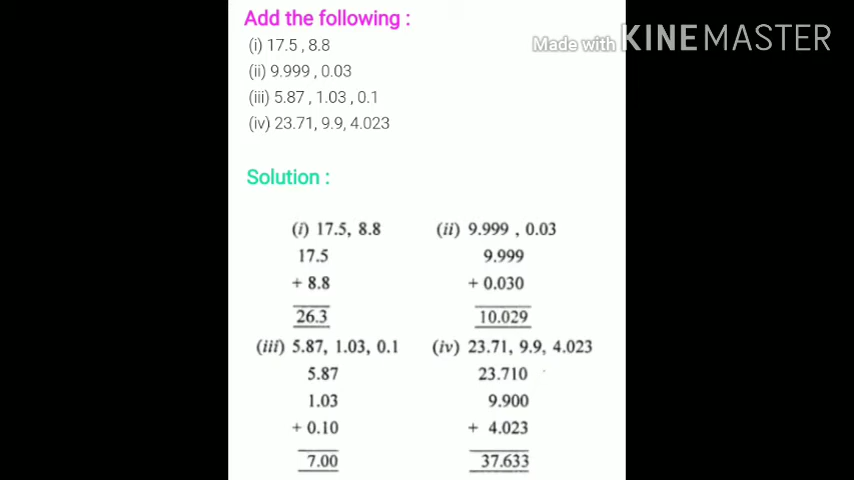 Add the following :
Made with KINEMASTER
(i) 17.5 , 8.8
(ii) 9.999 , 0.03
(iii) 5.87 , 1.03 , 0.1
(iv) 23.71, 9.9, 4.023
Solution :
(i) 17.5, 8.8
17.5
+ 8.8
26.3
(ii) 9.999 , 0.03
9.999
+ 0.030
10.029
(iii) 5.87, 1.03, 0.1
5.87
1.03
+ 0.10
7.00
(iv) 23.71, 9.9, 4.023
23.710
9.900
+ 4.023
37.633